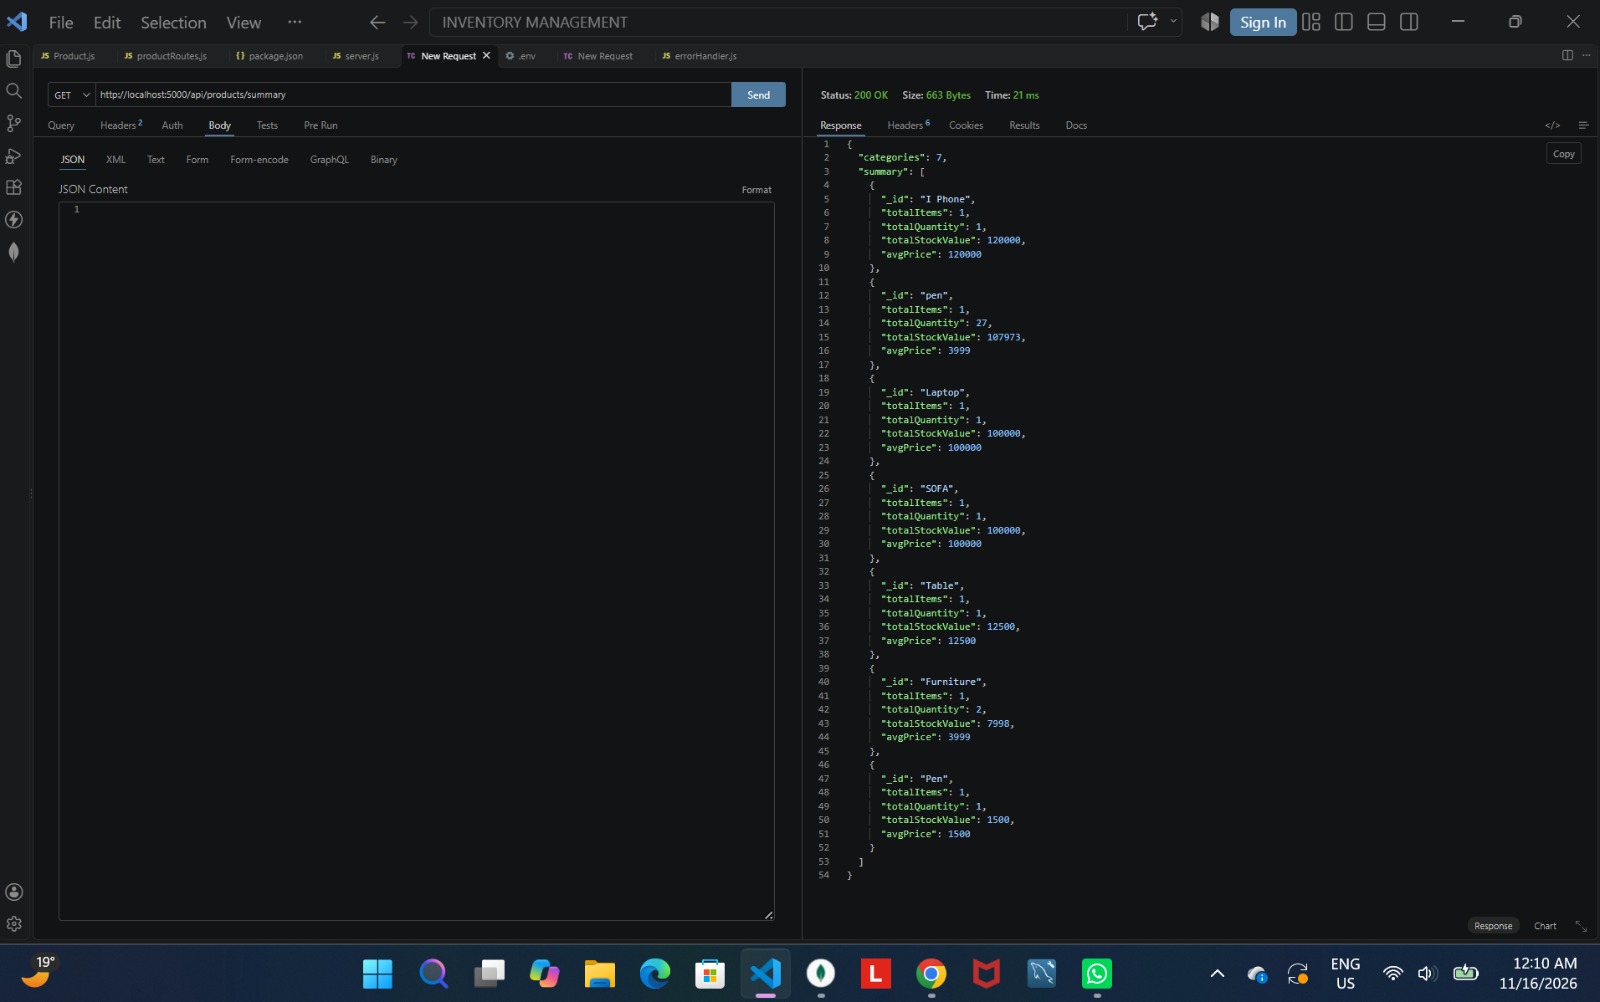 File Edit Selection View ··· INVENTORY MANAGEMENT Sign In
JS Product.js JS productRoutes.js {} package.json JS server.js TC New Request .env TC New Request JS errorHandler.js
GET http://localhost:5000/api/products/summary Send
Query Headers 2 Auth Body Tests Pre Run
JSON XML Text Form Form-encode GraphQL Binary
JSON Content Format
1
Status: 200 OK Size: 663 Bytes Time: 21 ms
Response Headers 6 Cookies Results Docs </>
Copy
1 {
2 "categories": 7,
3 "summary": [
4 {
5 "_id": "I Phone",
6 "totalItems": 1,
7 "totalQuantity": 1,
8 "totalStockValue": 120000,
9 "avgPrice": 120000
10 },
11 {
12 "_id": "pen",
13 "totalItems": 1,
14 "totalQuantity": 27,
15 "totalStockValue": 107973,
16 "avgPrice": 3999
17 },
18 {
19 "_id": "Laptop",
20 "totalItems": 1,
21 "totalQuantity": 1,
22 "totalStockValue": 100000,
23 "avgPrice": 100000
24 },
25 {
26 "_id": "SOFA",
27 "totalItems": 1,
28 "totalQuantity": 1,
29 "totalStockValue": 100000,
30 "avgPrice": 100000
31 },
32 {
33 "_id": "Table",
34 "totalItems": 1,
35 "totalQuantity": 1,
36 "totalStockValue": 12500,
37 "avgPrice": 12500
38 },
39 {
40 "_id": "Furniture",
41 "totalItems": 1,
42 "totalQuantity": 2,
43 "totalStockValue": 7998,
44 "avgPrice": 3999
45 },
46 {
47 "_id": "Pen",
48 "totalItems": 1,
49 "totalQuantity": 1,
50 "totalStockValue": 1500,
51 "avgPrice": 1500
52 }
53 ]
54 }
Response Chart
19°
L
ENG
US
12:10 AM
11/16/2026